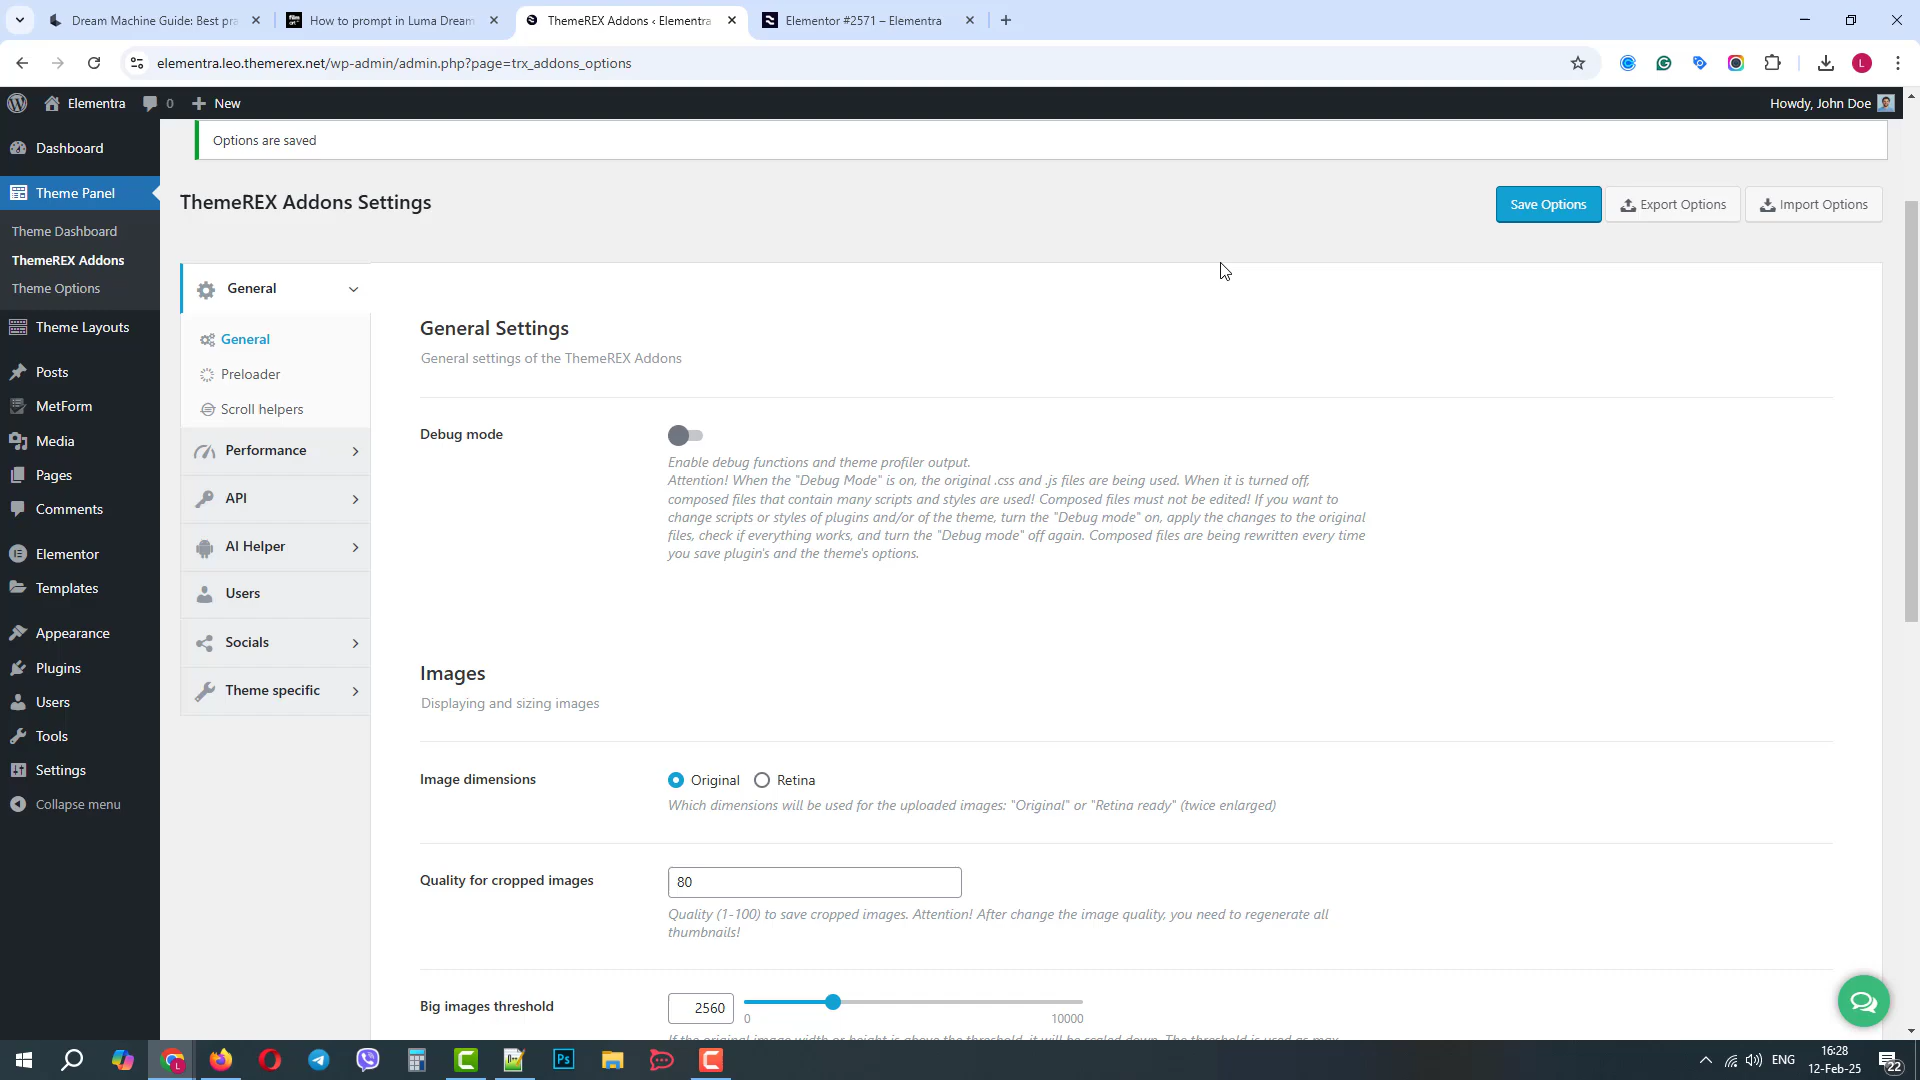 Dream Machine Guide: Best pra
How to prompt in Luma Dream
ThemeREX Addons ‹ Elementra
Elementor #2571 – Elementra
elementra.leo.themerex.net/wp-admin/admin.php?page=trx_addons_options
L
Elementra
0
New
Howdy, John Doe
Dashboard
Theme Panel
Theme Dashboard
ThemeREX Addons
Theme Options
Theme Layouts
Posts
MetForm
Media
Pages
Comments
Elementor
Templates
Appearance
Plugins
Users
Tools
Settings
Collapse menu
Options are saved
ThemeREX Addons Settings
Save Options
Export Options
Import Options
General
General
Preloader
Scroll helpers
Performance
API
AI Helper
Users
Socials
Theme specific
General Settings
General settings of the ThemeREX Addons
Debug mode
Enable debug functions and theme profiler output.
Attention! When the "Debug Mode" is on, the original .css and .js files are being used. When it is turned off,
composed files that contain many scripts and styles are used! Composed files must not be edited! If you want to
change scripts or styles of plugins and/or of the theme, turn the "Debug mode" on, apply the changes to the original
files, check if everything works, and turn the "Debug mode" off again. Composed files are being rewritten every time
you save plugin's and the theme's options.
Images
Displaying and sizing images
Image dimensions
Original
Retina
Which dimensions will be used for the uploaded images: "Original" or "Retina ready" (twice enlarged)
Quality for cropped images
80
Quality (1-100) to save cropped images. Attention! After change the image quality, you need to regenerate all
thumbnails!
Big images threshold
2560
0
10000
If the original image width or height is above the threshold, it will be scaled down. The threshold is used as max
Ps
ENG
16:28
12-Feb-25
22